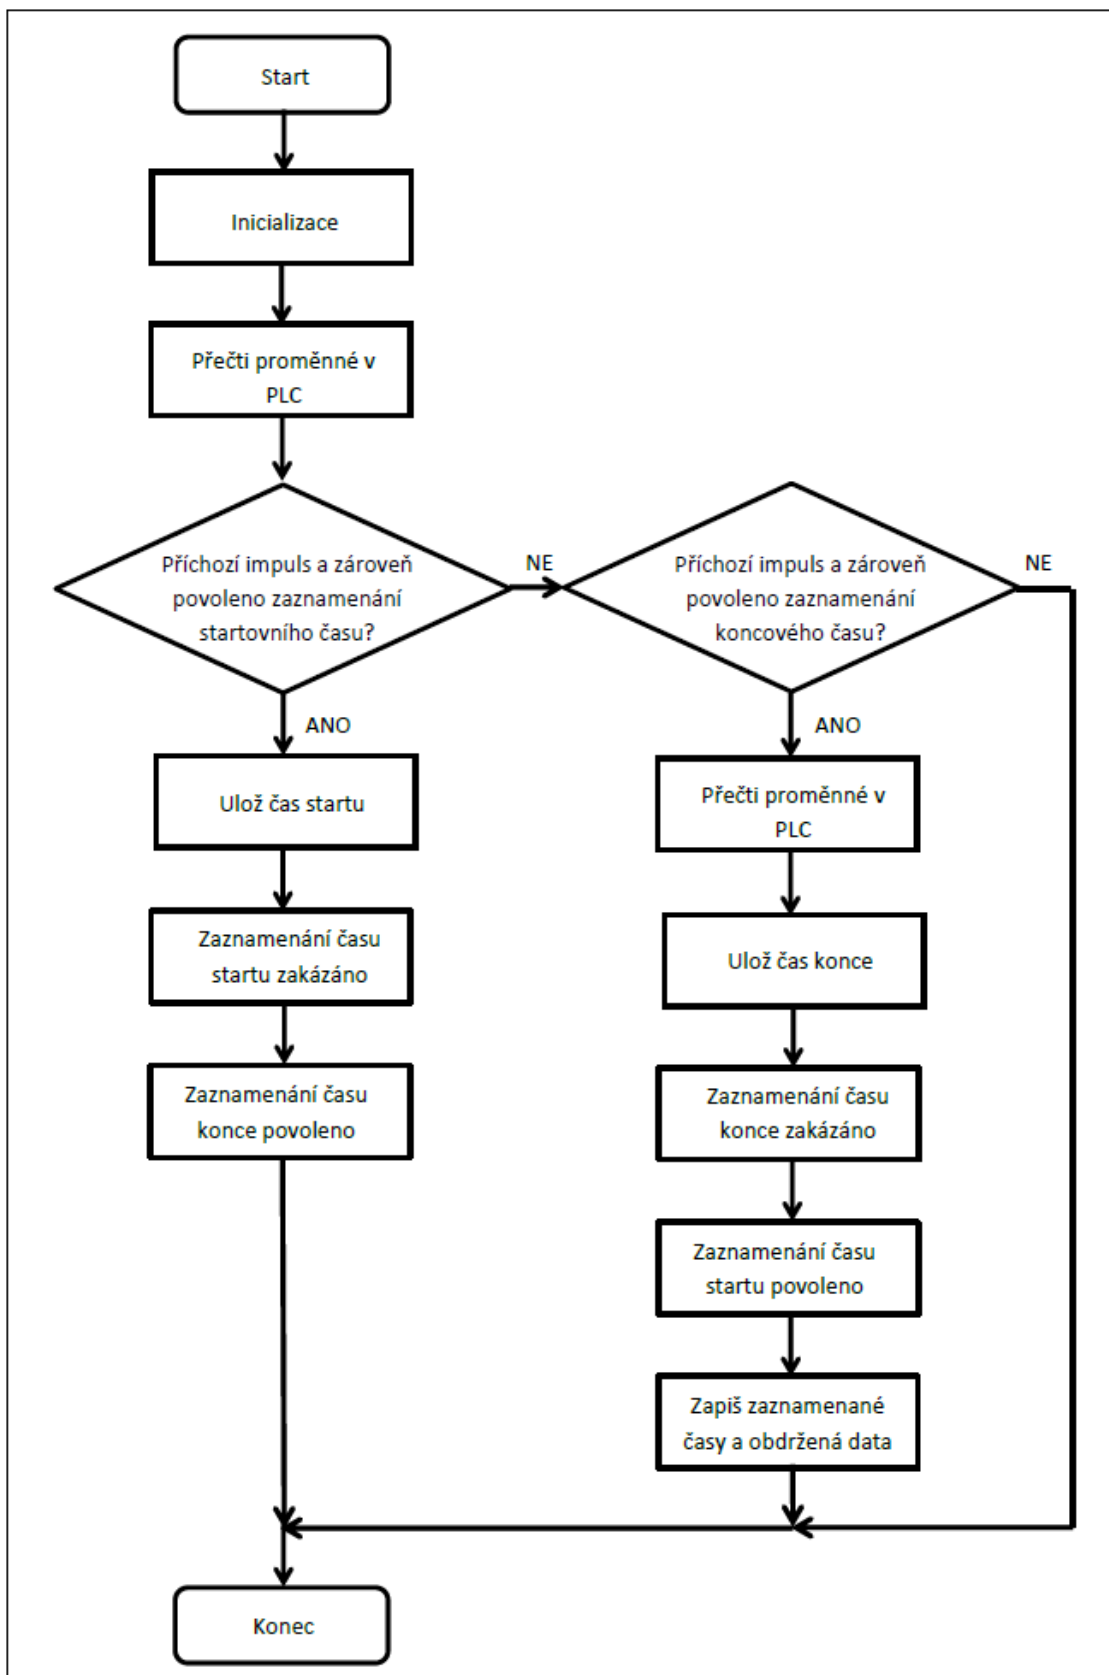 Start
Inicializace
Přečti proměnné v
PLC
Příchozí impuls a zároveň
povoleno zaznamenání
startovního času?
NE
Příchozí impuls a zároveň
povoleno zaznamenání
koncového času?
NE
ANO
Ulož čas startu
Zaznamenání času
startu zakázáno
Zaznamenání času
konce povoleno
ANO
Přečti proměnné v
PLC
Ulož čas konce
Zaznamenání času
konce zakázáno
Zaznamenání času
startu povoleno
Zapiš zaznamenané
časy a obdržená data
Konec